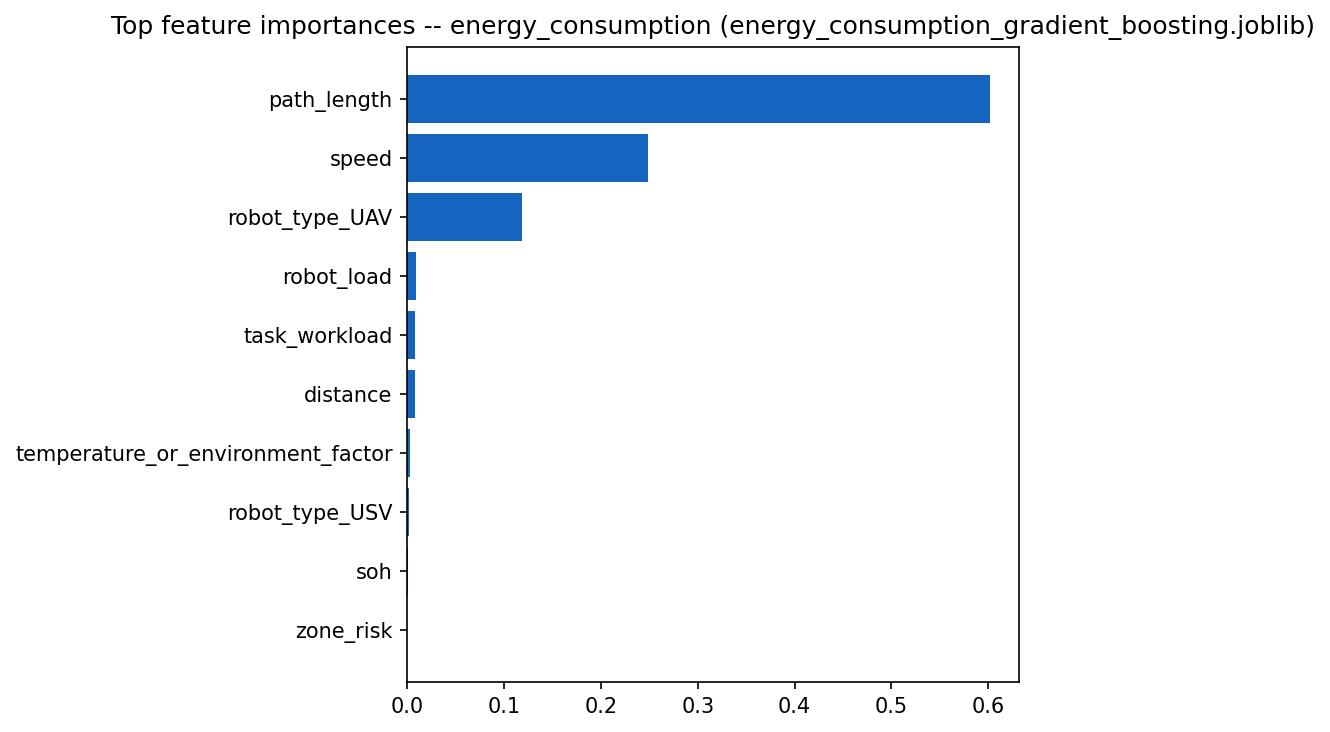 Top feature importances -- energy_consumption (energy_consumption_gradient_boosting.joblib)
path_length
speed
robot_type_UAV
robot_load
task_workload
distance
temperature_or_environment_factor
robot_type_USV
soh
zone_risk
0.0 0.1 0.2 0.3 0.4 0.5 0.6